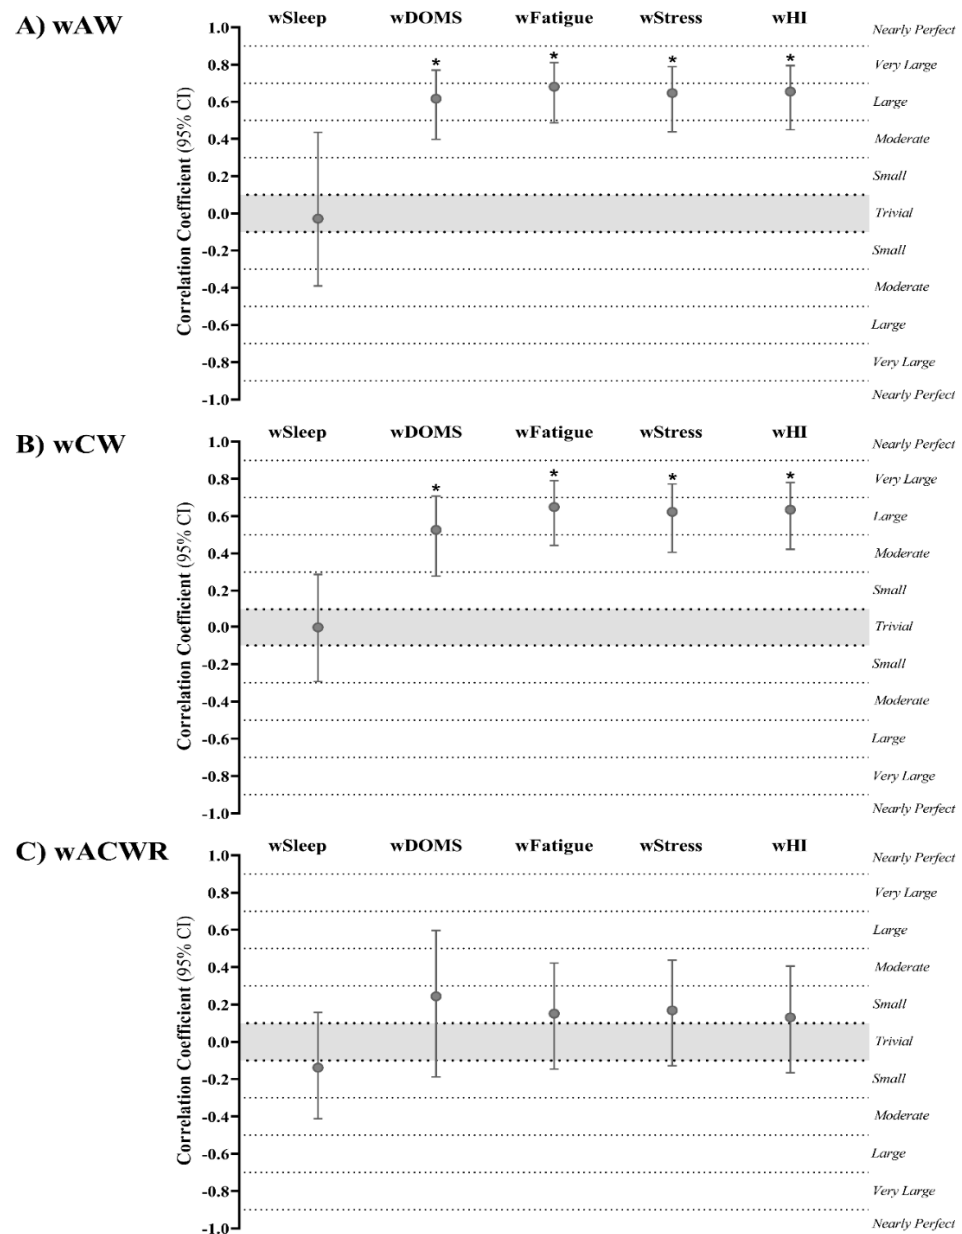 A) wAW
wSleep wDOMS wFatigue wStress wHI
* * * *
Correlation Coefficient (95% CI)
1.0
0.8
0.6
0.4
0.2
0.0
-0.2
-0.4
-0.6
-0.8
-1.0
Nearly Perfect
Very Large
Large
Moderate
Small
Trivial
Small
Moderate
Large
Very Large
Nearly Perfect
B) wCW
wSleep wDOMS wFatigue wStress wHI
* * * *
Correlation Coefficient (95% CI)
1.0
0.8
0.6
0.4
0.2
0.0
-0.2
-0.4
-0.6
-0.8
-1.0
Nearly Perfect
Very Large
Large
Moderate
Small
Trivial
Small
Moderate
Large
Very Large
Nearly Perfect
C) wACWR
wSleep wDOMS wFatigue wStress wHI
Correlation Coefficient (95% CI)
1.0
0.8
0.6
0.4
0.2
0.0
-0.2
-0.4
-0.6
-0.8
-1.0
Nearly Perfect
Very Large
Large
Moderate
Small
Trivial
Small
Moderate
Large
Very Large
Nearly Perfect